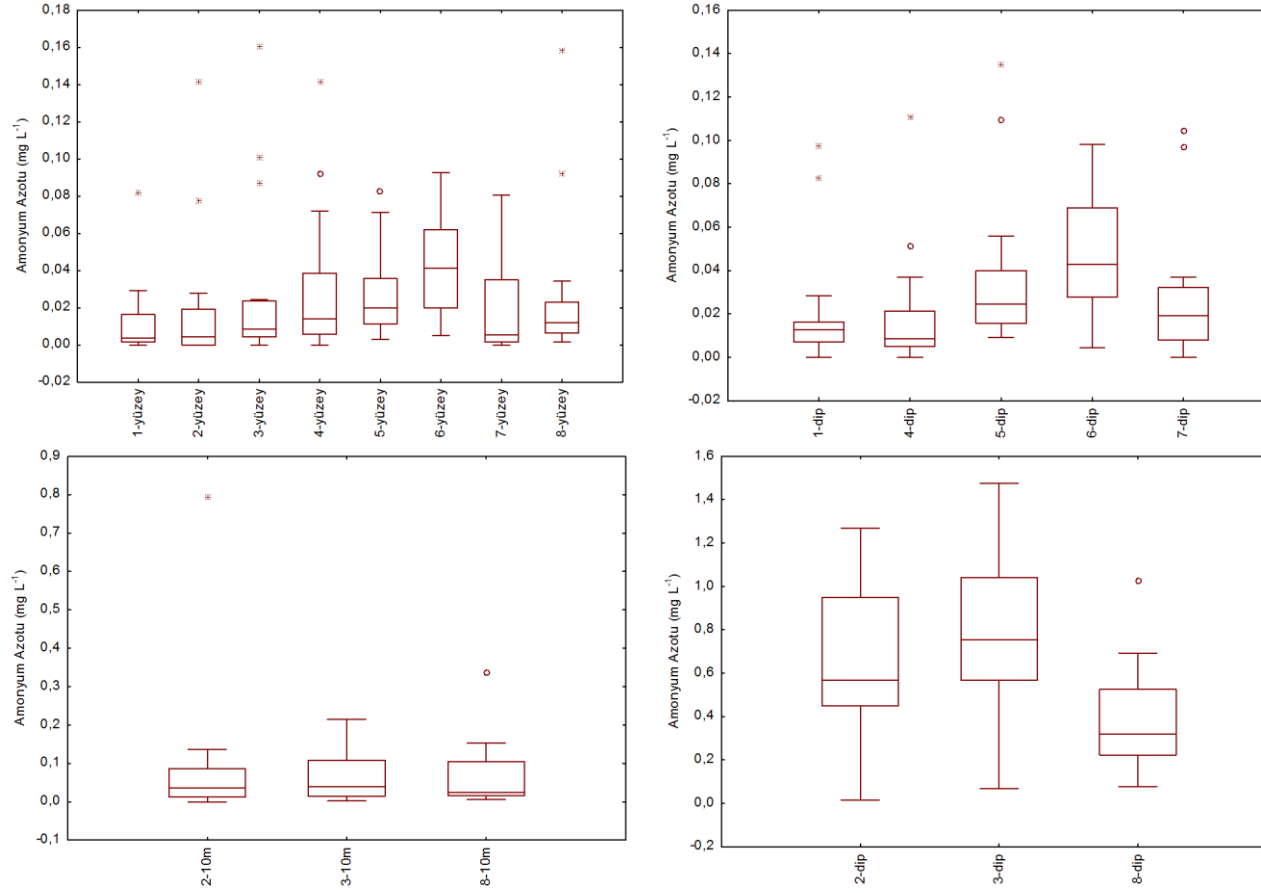 Amonyum Azotu (mg L⁻¹)
0,18
0,16
0,14
0,12
0,10
0,08
0,06
0,04
0,02
0,00
-0,02
1-yüzey
2-yüzey
3-yüzey
4-yüzey
5-yüzey
6-yüzey
7-yüzey
8-yüzey
Amonyum Azotu (mg L⁻¹)
0,16
0,14
0,12
0,10
0,08
0,06
0,04
0,02
0,00
-0,02
1-dip
4-dip
5-dip
6-dip
7-dip
Amonyum Azotu (mg L⁻¹)
0,9
0,8
0,7
0,6
0,5
0,4
0,3
0,2
0,1
0,0
-0,1
2-10m
3-10m
8-10m
Amonyum Azotu (mg L⁻¹)
1,6
1,4
1,2
1,0
0,8
0,6
0,4
0,2
0,0
-0,2
2-dip
3-dip
8-dip